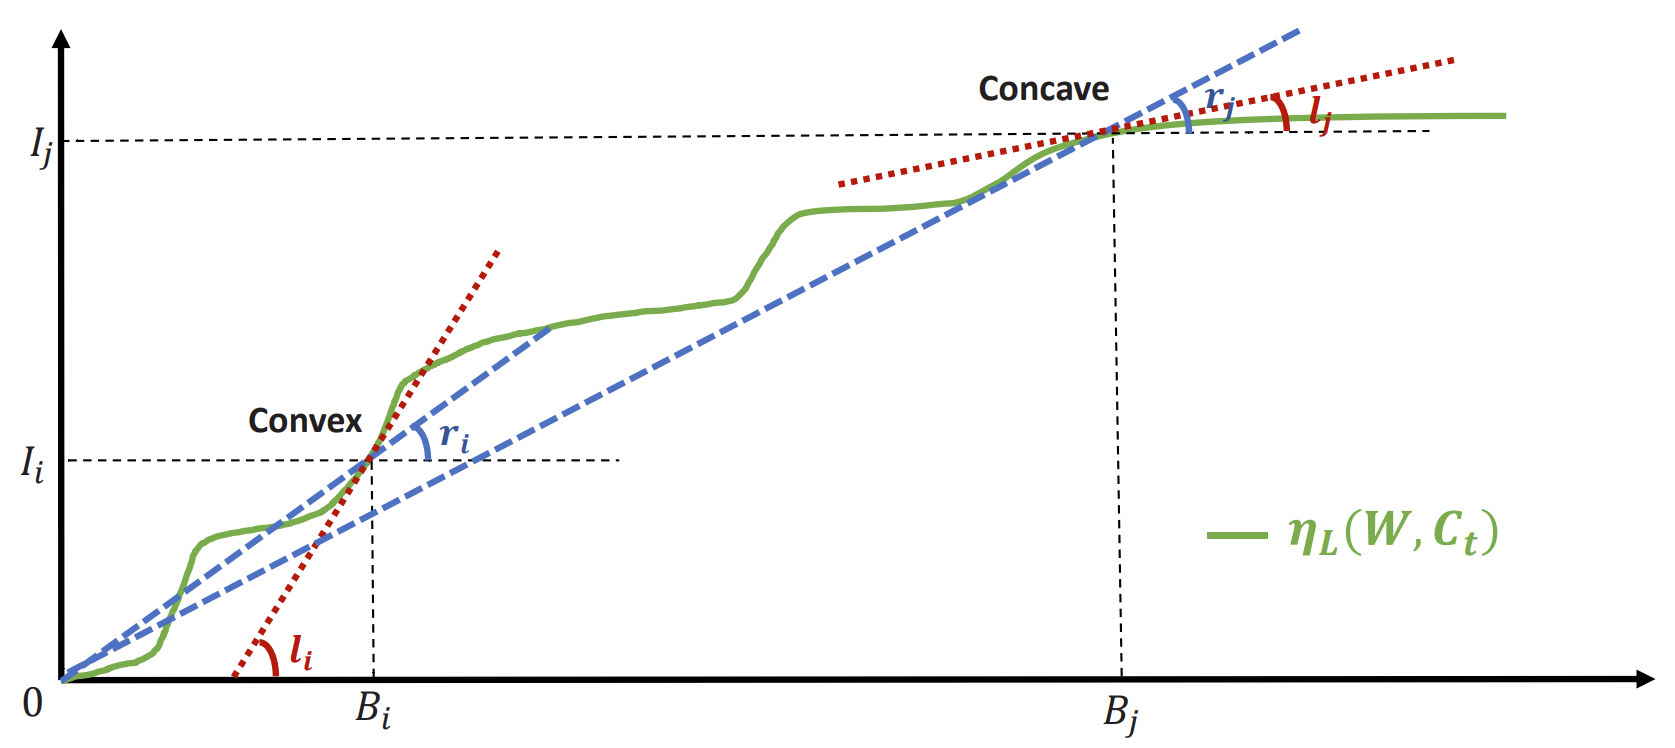 Concave
r_j
l_j
I_j
Convex
r_i
I_i
η_L(W, C_t)
l_i
0
B_i
B_j